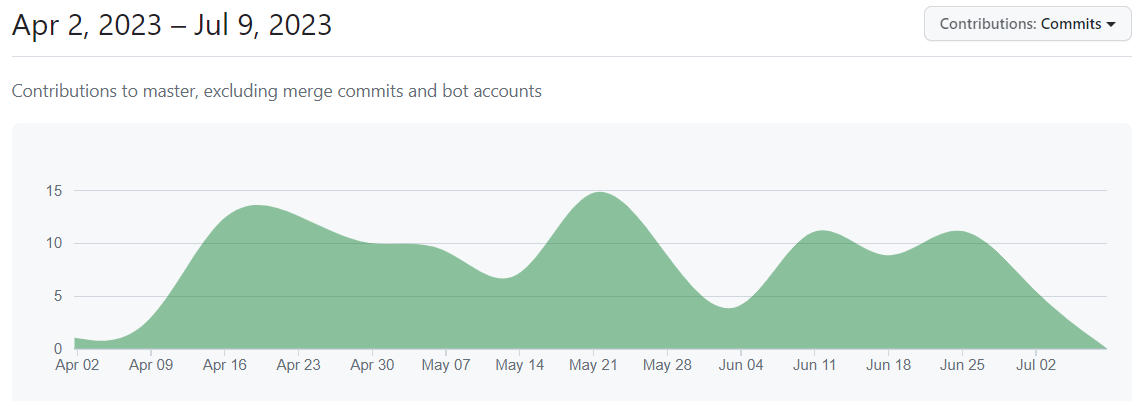 Apr 2, 2023 – Jul 9, 2023
Contributions: Commits
Contributions to master, excluding merge commits and bot accounts
15
10
5
0
Apr 02 Apr 09 Apr 16 Apr 23 Apr 30 May 07 May 14 May 21 May 28 Jun 04 Jun 11 Jun 18 Jun 25 Jul 02